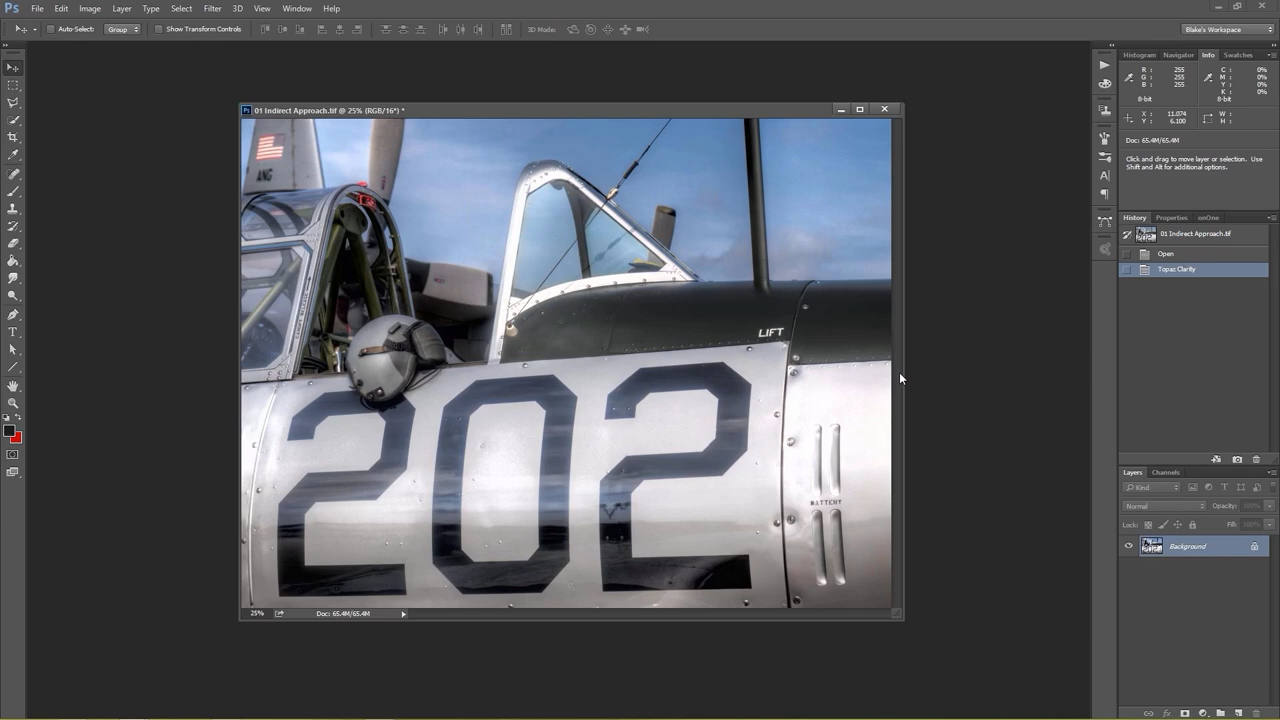 Ps File Edit Image Layer Type Select Filter 3D View Window Help
Auto-Select: Group Show Transform Controls 3D Mode: Blake's Workspace
Histogram Navigator Info Swatches
R : 255 C : 0%
G : 255 M : 0%
B : 255 Y : 0%
K : 0%
8-bit 8-bit
X : 11.074 W :
Y : 6.100 H :
Doc: 65.4M/65.4M
Click and drag to move layer or selection. Use
Shift and Alt for additional options.
History Properties onOne
01 Indirect Approach.tif
Open
Topaz Clarity
Layers Channels
Kind
Normal Opacity: 100%
Lock: Fill: 100%
Background
01 Indirect Approach.tif @ 25% (RGB/16*) *
ANG
LIFT
202
BATTERY
25% Doc: 65.4M/65.4M